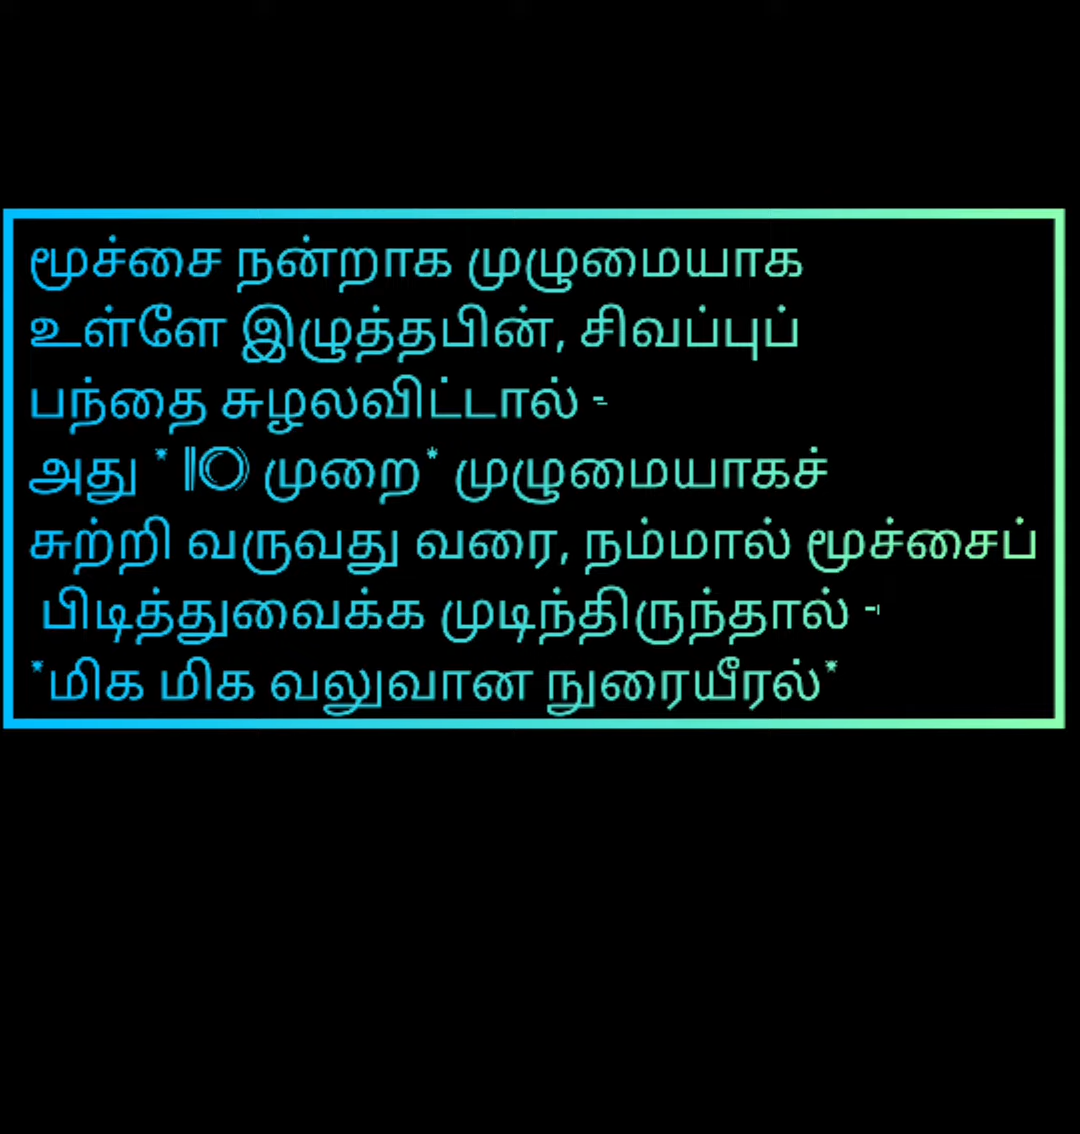 மூச்சை நன்றாக முழுமையாக
உள்ளே இழுத்தபின், சிவப்புப்
பந்தை சுழலவிட்டால் -
அது * 10 முறை* முழுமையாகச்
சுற்றி வருவது வரை, நம்மால் மூச்சைப்
பிடித்துவைக்க முடிந்திருந்தால் -
*மிக மிக வலுவான நுரையீரல்*